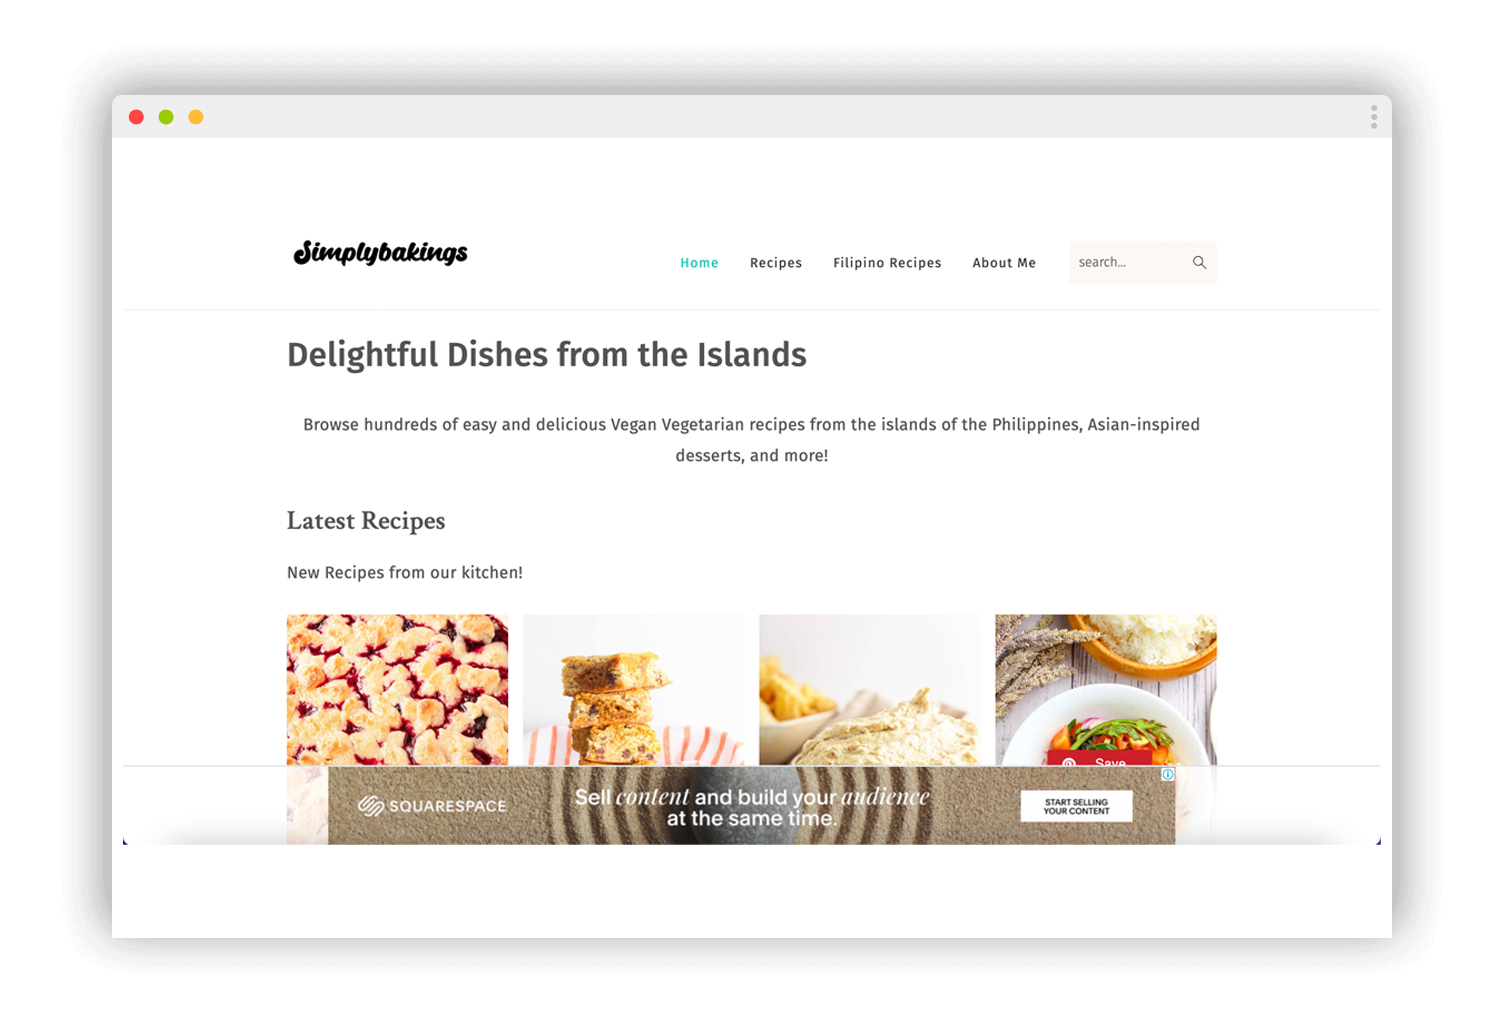 Simplybakings
Home Recipes Filipino Recipes About Me search...
Delightful Dishes from the Islands
Browse hundreds of easy and delicious Vegan Vegetarian recipes from the islands of the Philippines, Asian-inspired
desserts, and more!
Latest Recipes
New Recipes from our kitchen!
Save
SQUARESPACE
Sell content and build your audience
at the same time.
START SELLING
YOUR CONTENT